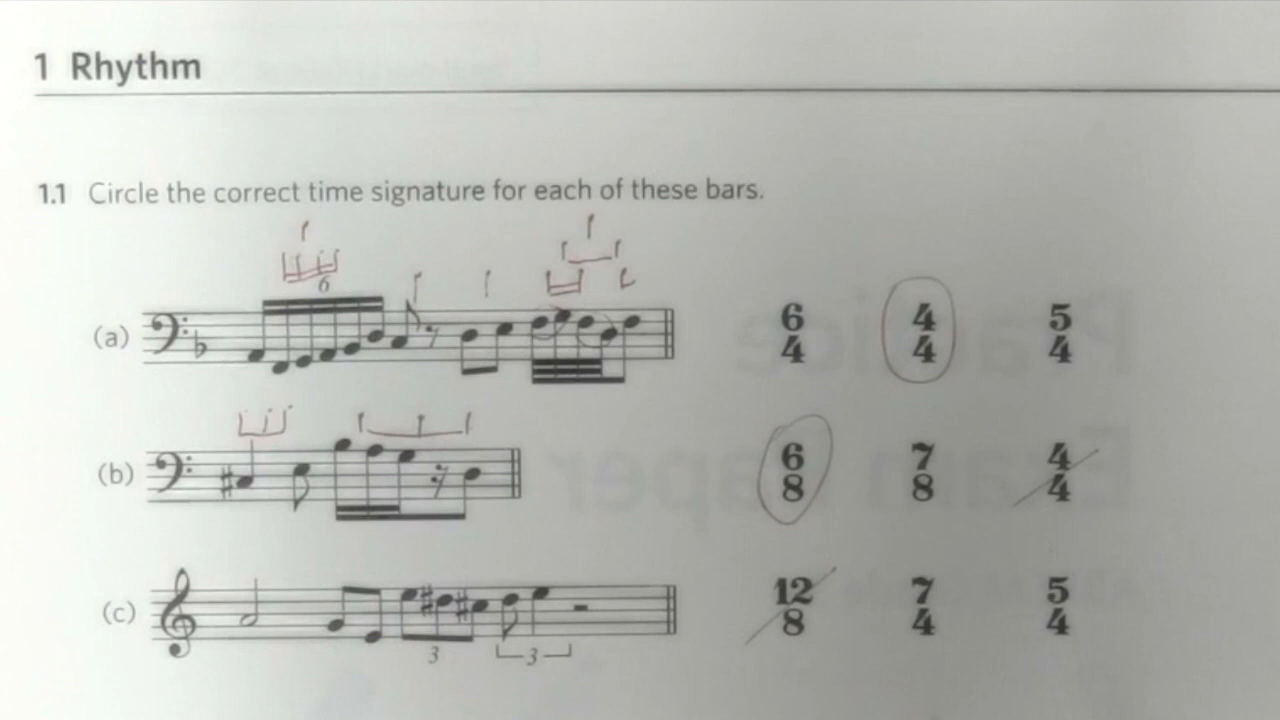 1 Rhythm
1.1 Circle the correct time signature for each of these bars.
6
(a) 6 4 4 4 5 4
(b) 6 8 7 8 4 4
(c) 12 8 7 4 5 4
3 3